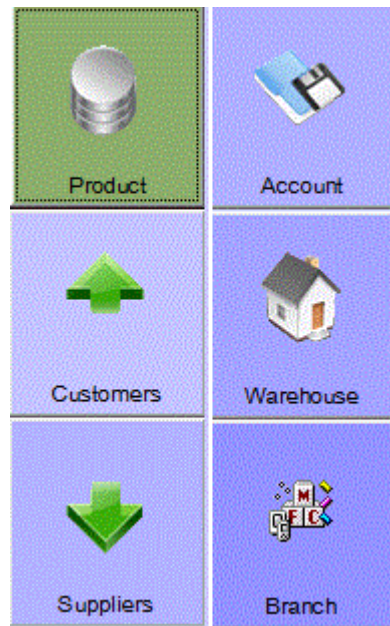 Product
Account
Customers
Warehouse
M
F C
Suppliers
Branch